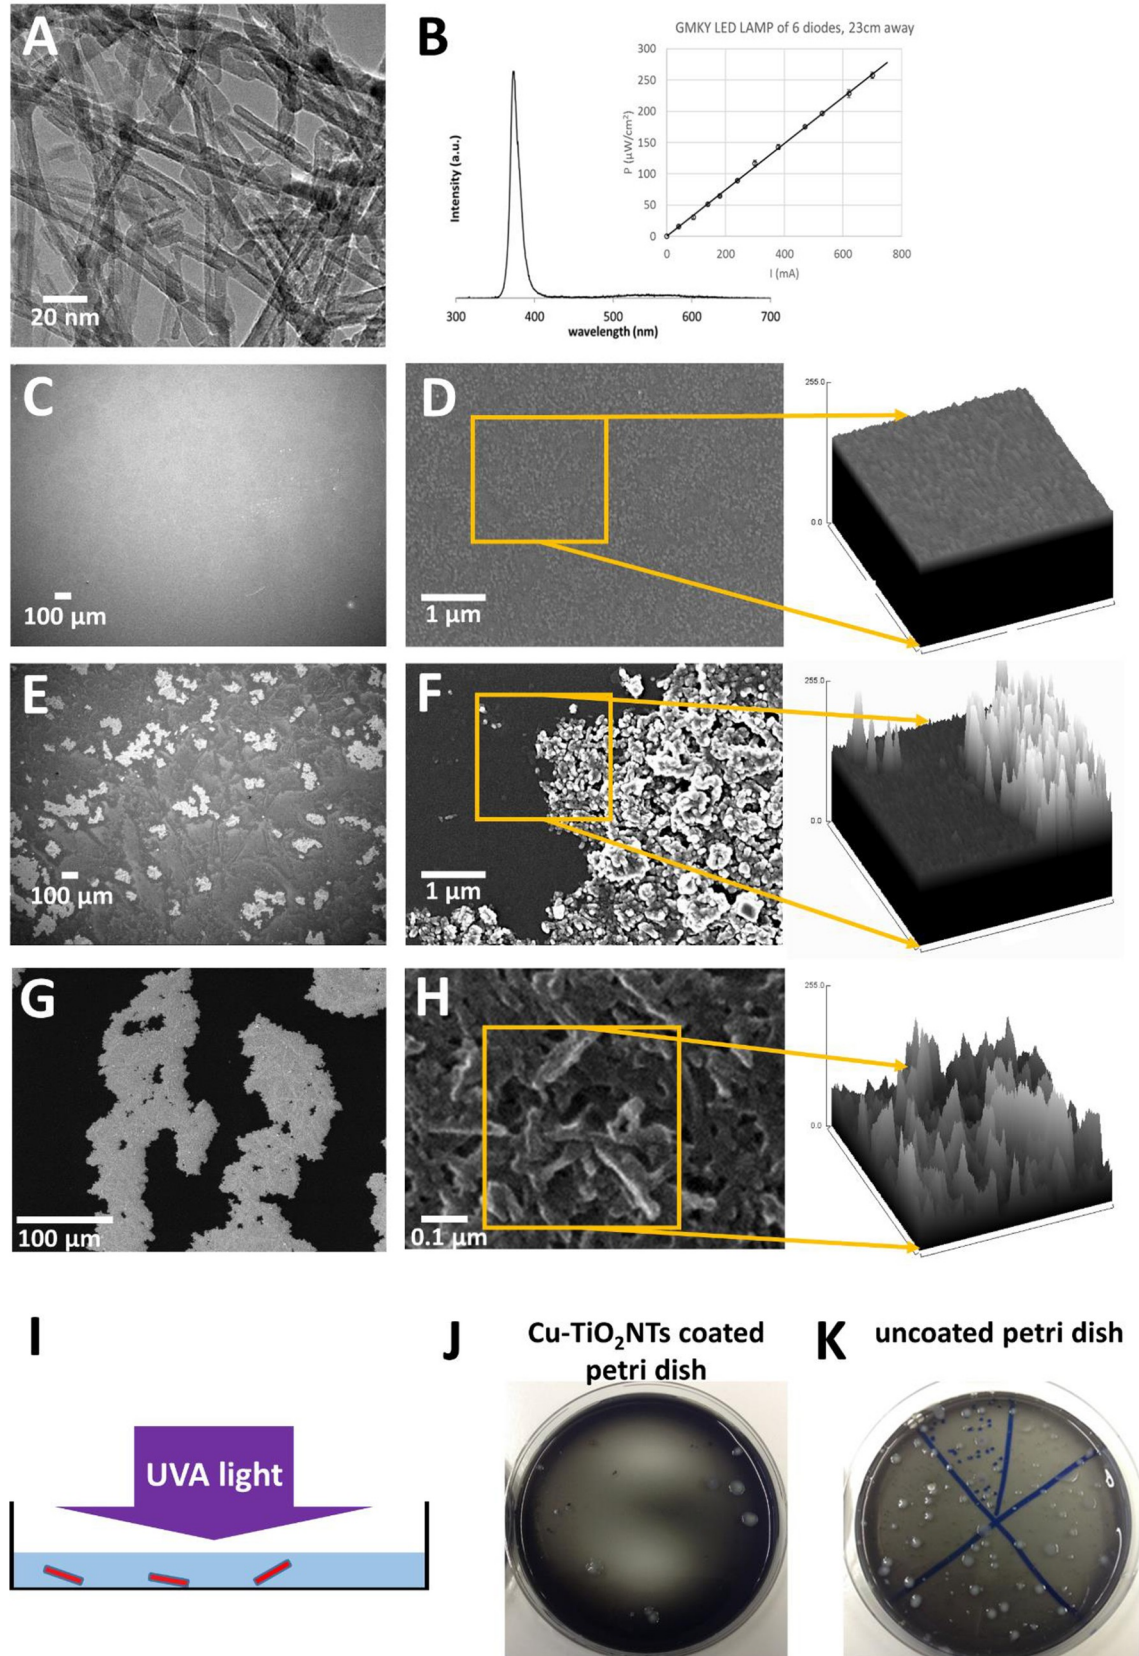 A
20 nm
B
GMKY LED LAMP of 6 diodes, 23cm away
300
250
200
150
100
50
0
P (µW/cm²)
0 200 400 600 800
I (mA)
Intensity (a.u.)
300 400 500 600 700
wavelength (nm)
C
100 µm
D
1 µm
255.0
0.0
E
100 µm
F
1 µm
255.0
0.0
G
100 µm
H
0.1 µm
255.0
0.0
I
UVA light
J
Cu-TiO₂NTs coated
petri dish
K
uncoated petri dish